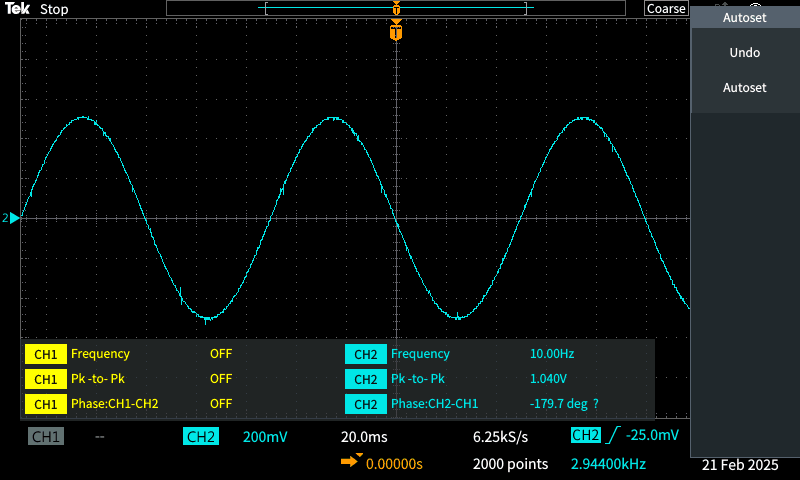 Tek Stop T Coarse Autoset
T
Undo
Autoset
2
CH1 Frequency OFF CH2 Frequency 10.00Hz
CH1 Pk -to- Pk OFF CH2 Pk -to- Pk 1.040V
CH1 Phase:CH1-CH2 OFF CH2 Phase:CH2-CH1 -179.7 deg ?
CH1 -- CH2 200mV 20.0ms 6.25kS/s CH2 -25.0mV
0.00000s 2000 points 2.94400kHz 21 Feb 2025